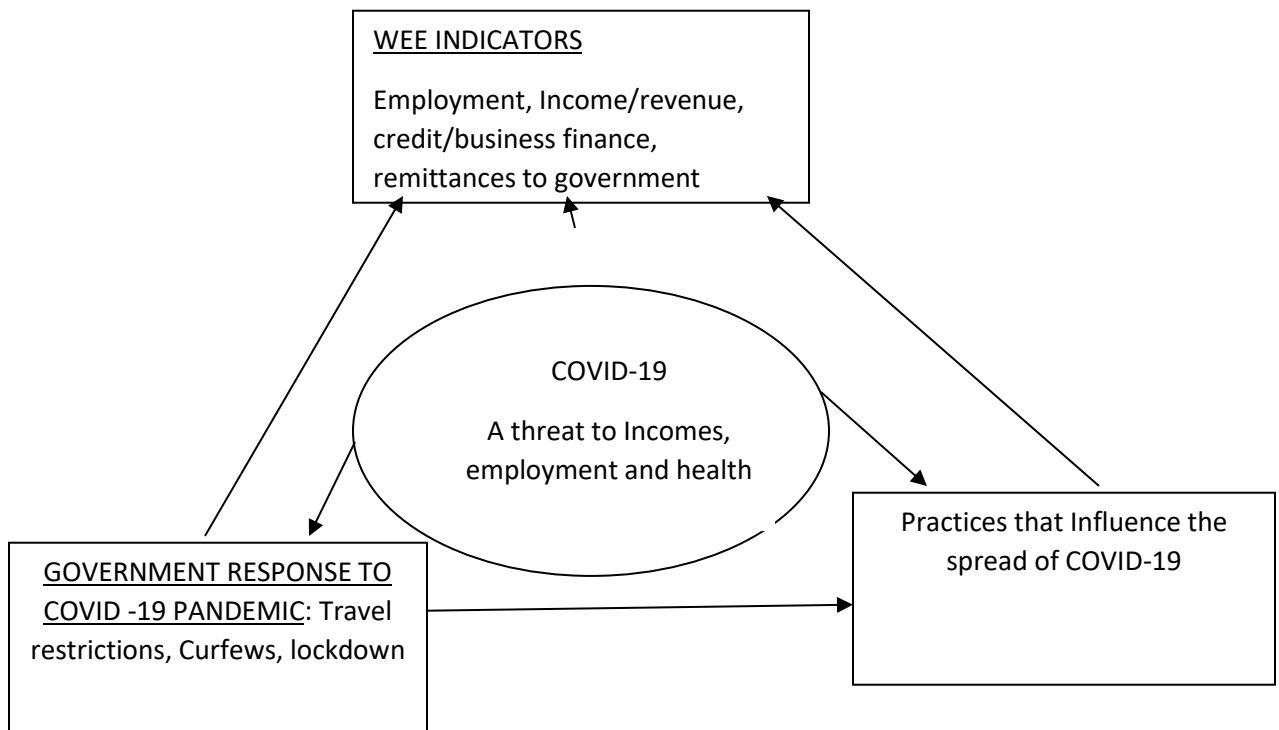 WEE INDICATORS
Employment, Income/revenue,
credit/business finance,
remittances to government
COVID-19
A threat to Incomes,
employment and health
Practices that Influence the
spread of COVID-19
GOVERNMENT RESPONSE TO
COVID -19 PANDEMIC: Travel
restrictions, Curfews, lockdown